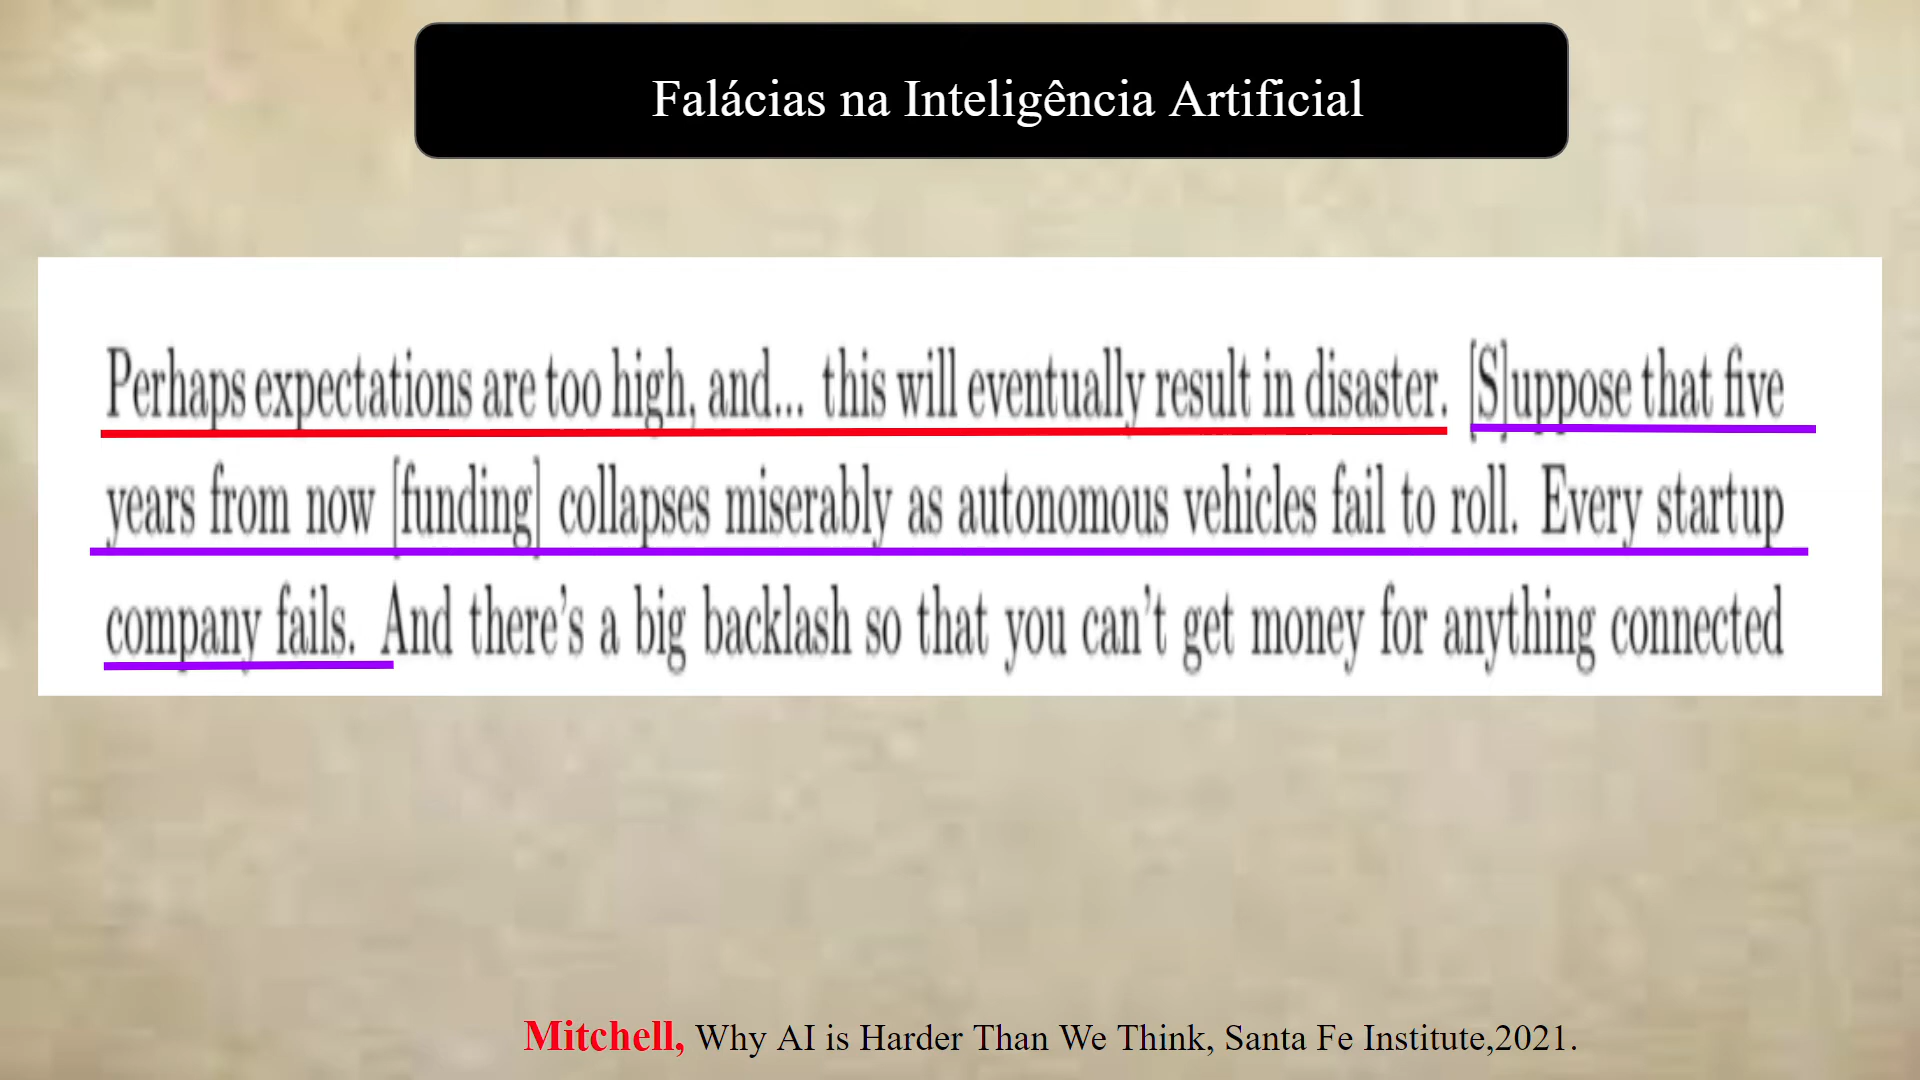 Falácias na Inteligência Artificial
Perhaps expectations are too high, and... this will eventually result in disaster. [S]uppose that five
years from now [funding] collapses miserably as autonomous vehicles fail to roll. Every startup
company fails. And there's a big backlash so that you can't get money for anything connected
Mitchell, Why AI is Harder Than We Think, Santa Fe Institute,2021.